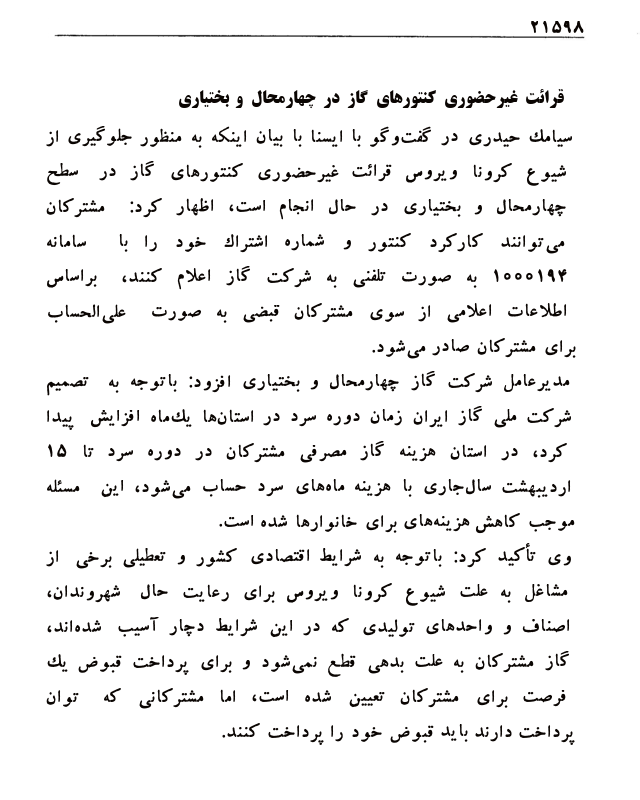 ۲۱۵۹۸
قرائت غیرحضوری کنتورهای گاز در چهارمحال و بختیاری
سیامك حیدری در گفت‌وگو با ایسنا با بیان اینکه به منظور جلوگیری از
شیوع کرونا ویروس قرائت غیرحضوری کنتورهای گاز در سطح
چهارمحال و بختیاری در حال انجام است، اظهار کرد: مشترکان
می‌توانند کارکرد کنتور و شماره اشتراك خود را با سامانه
۱۰۰۰۱۹۴ به صورت تلفنی به شرکت گاز اعلام کنند، براساس
اطلاعات اعلامی از سوی مشترکان قبضی به صورت علی‌الحساب
برای مشترکان صادر می‌شود.
مدیرعامل شرکت گاز چهارمحال و بختیاری افزود: باتوجه به تصمیم
شرکت ملی گاز ایران زمان دوره سرد در استان‌ها یك‌ماه افزایش پیدا
کرد، در استان هزینه گاز مصرفی مشترکان در دوره سرد تا ۱۵
اردیبهشت سال‌جاری با هزینه ماه‌های سرد حساب می‌شود، این مسئله
موجب کاهش هزینه‌های برای خانوارها شده است.
وی تأکید کرد: باتوجه به شرایط اقتصادی کشور و تعطیلی برخی از
مشاغل به علت شیوع کرونا ویروس برای رعایت حال شهروندان،
اصناف و واحدهای تولیدی که در این شرایط دچار آسیب شده‌اند،
گاز مشترکان به علت بدهی قطع نمی‌شود و برای پرداخت قبوض یك
فرصت برای مشترکان تعیین شده است، اما مشترکانی که توان
پرداخت دارند باید قبوض خود را پرداخت کنند.